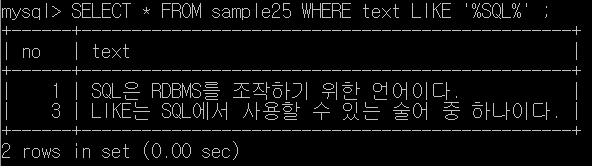 mysql> SELECT * FROM sample25 WHERE text LIKE '%SQL%' ;
+------+----------------------------------------------+
| no | text |
+------+----------------------------------------------+
| 1 | SQL은 RDBMS를 조작하기 위한 언어이다. |
| 3 | LIKE는 SQL에서 사용할 수 있는 술어 중 하나이다. |
+------+----------------------------------------------+
2 rows in set (0.00 sec)